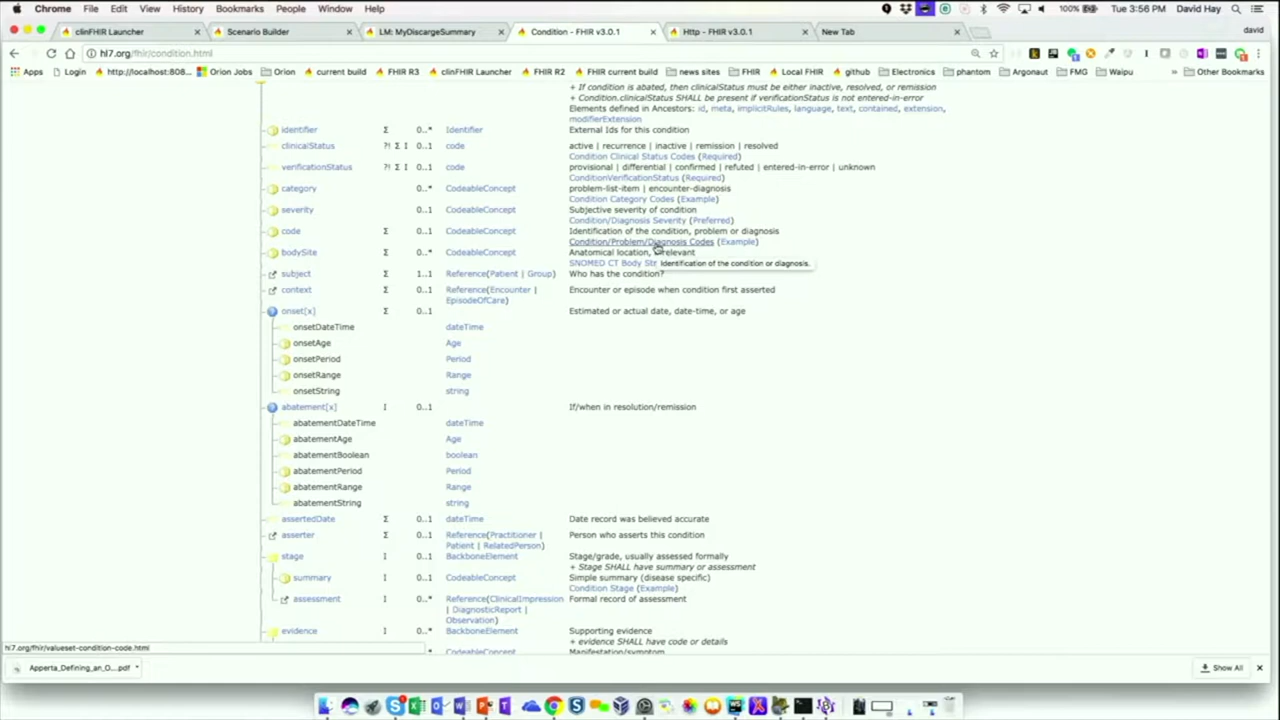 Chrome File Edit View History Bookmarks People Window Help 100% Tue 3:56 PM David Hay
clinFHIR Launcher Scenario Builder LM: MyDiscargeSummary Condition - FHIR v3.0.1 Http - FHIR v3.0.1 New Tab david
hl7.org/fhir/condition.html
Apps Login http://localhost:808... Orion Jobs Orion current build FHIR R3 clinFHIR Launcher FHIR R2 FHIR current build news sites FHIR Local FHIR github Electronics phantom Argonaut FMG Waipu » Other Bookmarks
+ If condition is abated, then clinicalStatus must be either inactive, resolved, or remission
+ Condition.clinicalStatus SHALL be present if verificationStatus is not entered-in-error
Elements defined in Ancestors: id, meta, implicitRules, language, text, contained, extension,
modifierExtension
identifier Σ 0..* Identifier External Ids for this condition
clinicalStatus ?! Σ I 0..1 code active | recurrence | inactive | remission | resolved
Condition Clinical Status Codes (Required)
verificationStatus ?! Σ I 0..1 code provisional | differential | confirmed | refuted | entered-in-error | unknown
ConditionVerificationStatus (Required)
category 0..* CodeableConcept problem-list-item | encounter-diagnosis
Condition Category Codes (Example)
severity 0..1 CodeableConcept Subjective severity of condition
Condition/Diagnosis Severity (Preferred)
code Σ 0..1 CodeableConcept Identification of the condition, problem or diagnosis
Condition/Problem/Diagnosis Codes (Example)
bodySite Σ 0..* CodeableConcept Anatomical location, if relevant
SNOMED CT Body Str Identification of the condition or diagnosis.
subject Σ 1..1 Reference(Patient | Group) Who has the condition?
context Σ 0..1 Reference(Encounter | Encounter or episode when condition first asserted
EpisodeOfCare)
onset[x] Σ 0..1 Estimated or actual date, date-time, or age
onsetDateTime dateTime
onsetAge Age
onsetPeriod Period
onsetRange Range
onsetString string
abatement[x] I 0..1 If/when in resolution/remission
abatementDateTime dateTime
abatementAge Age
abatementBoolean boolean
abatementPeriod Period
abatementRange Range
abatementString string
assertedDate Σ 0..1 dateTime Date record was believed accurate
asserter Σ 0..1 Reference(Practitioner | Person who asserts this condition
Patient | RelatedPerson)
stage I 0..1 BackboneElement Stage/grade, usually assessed formally
+ Stage SHALL have summary or assessment
summary I 0..1 CodeableConcept Simple summary (disease specific)
Condition Stage (Example)
assessment I 0..* Reference(ClinicalImpression Formal record of assessment
| DiagnosticReport |
Observation)
evidence I 0..* BackboneElement Supporting evidence
+ evidence SHALL have code or details
hl7.org/fhir/valueset-condition-code.html
0..* CodeableConcept Manifestation/symptom
Apperta_Defining_an_O....pdf Show All